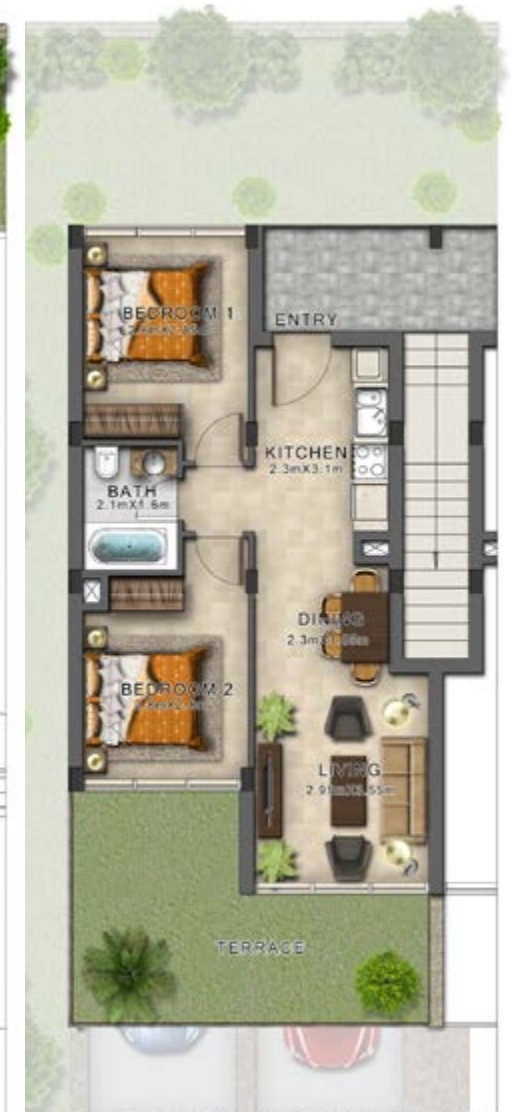 BEDROOM 1
ENTRY
KITCHEN
2.3mX3.1m
BATH
2.1mX1.6m
DINING
BEDROOM 2
LIVING
TERRACE